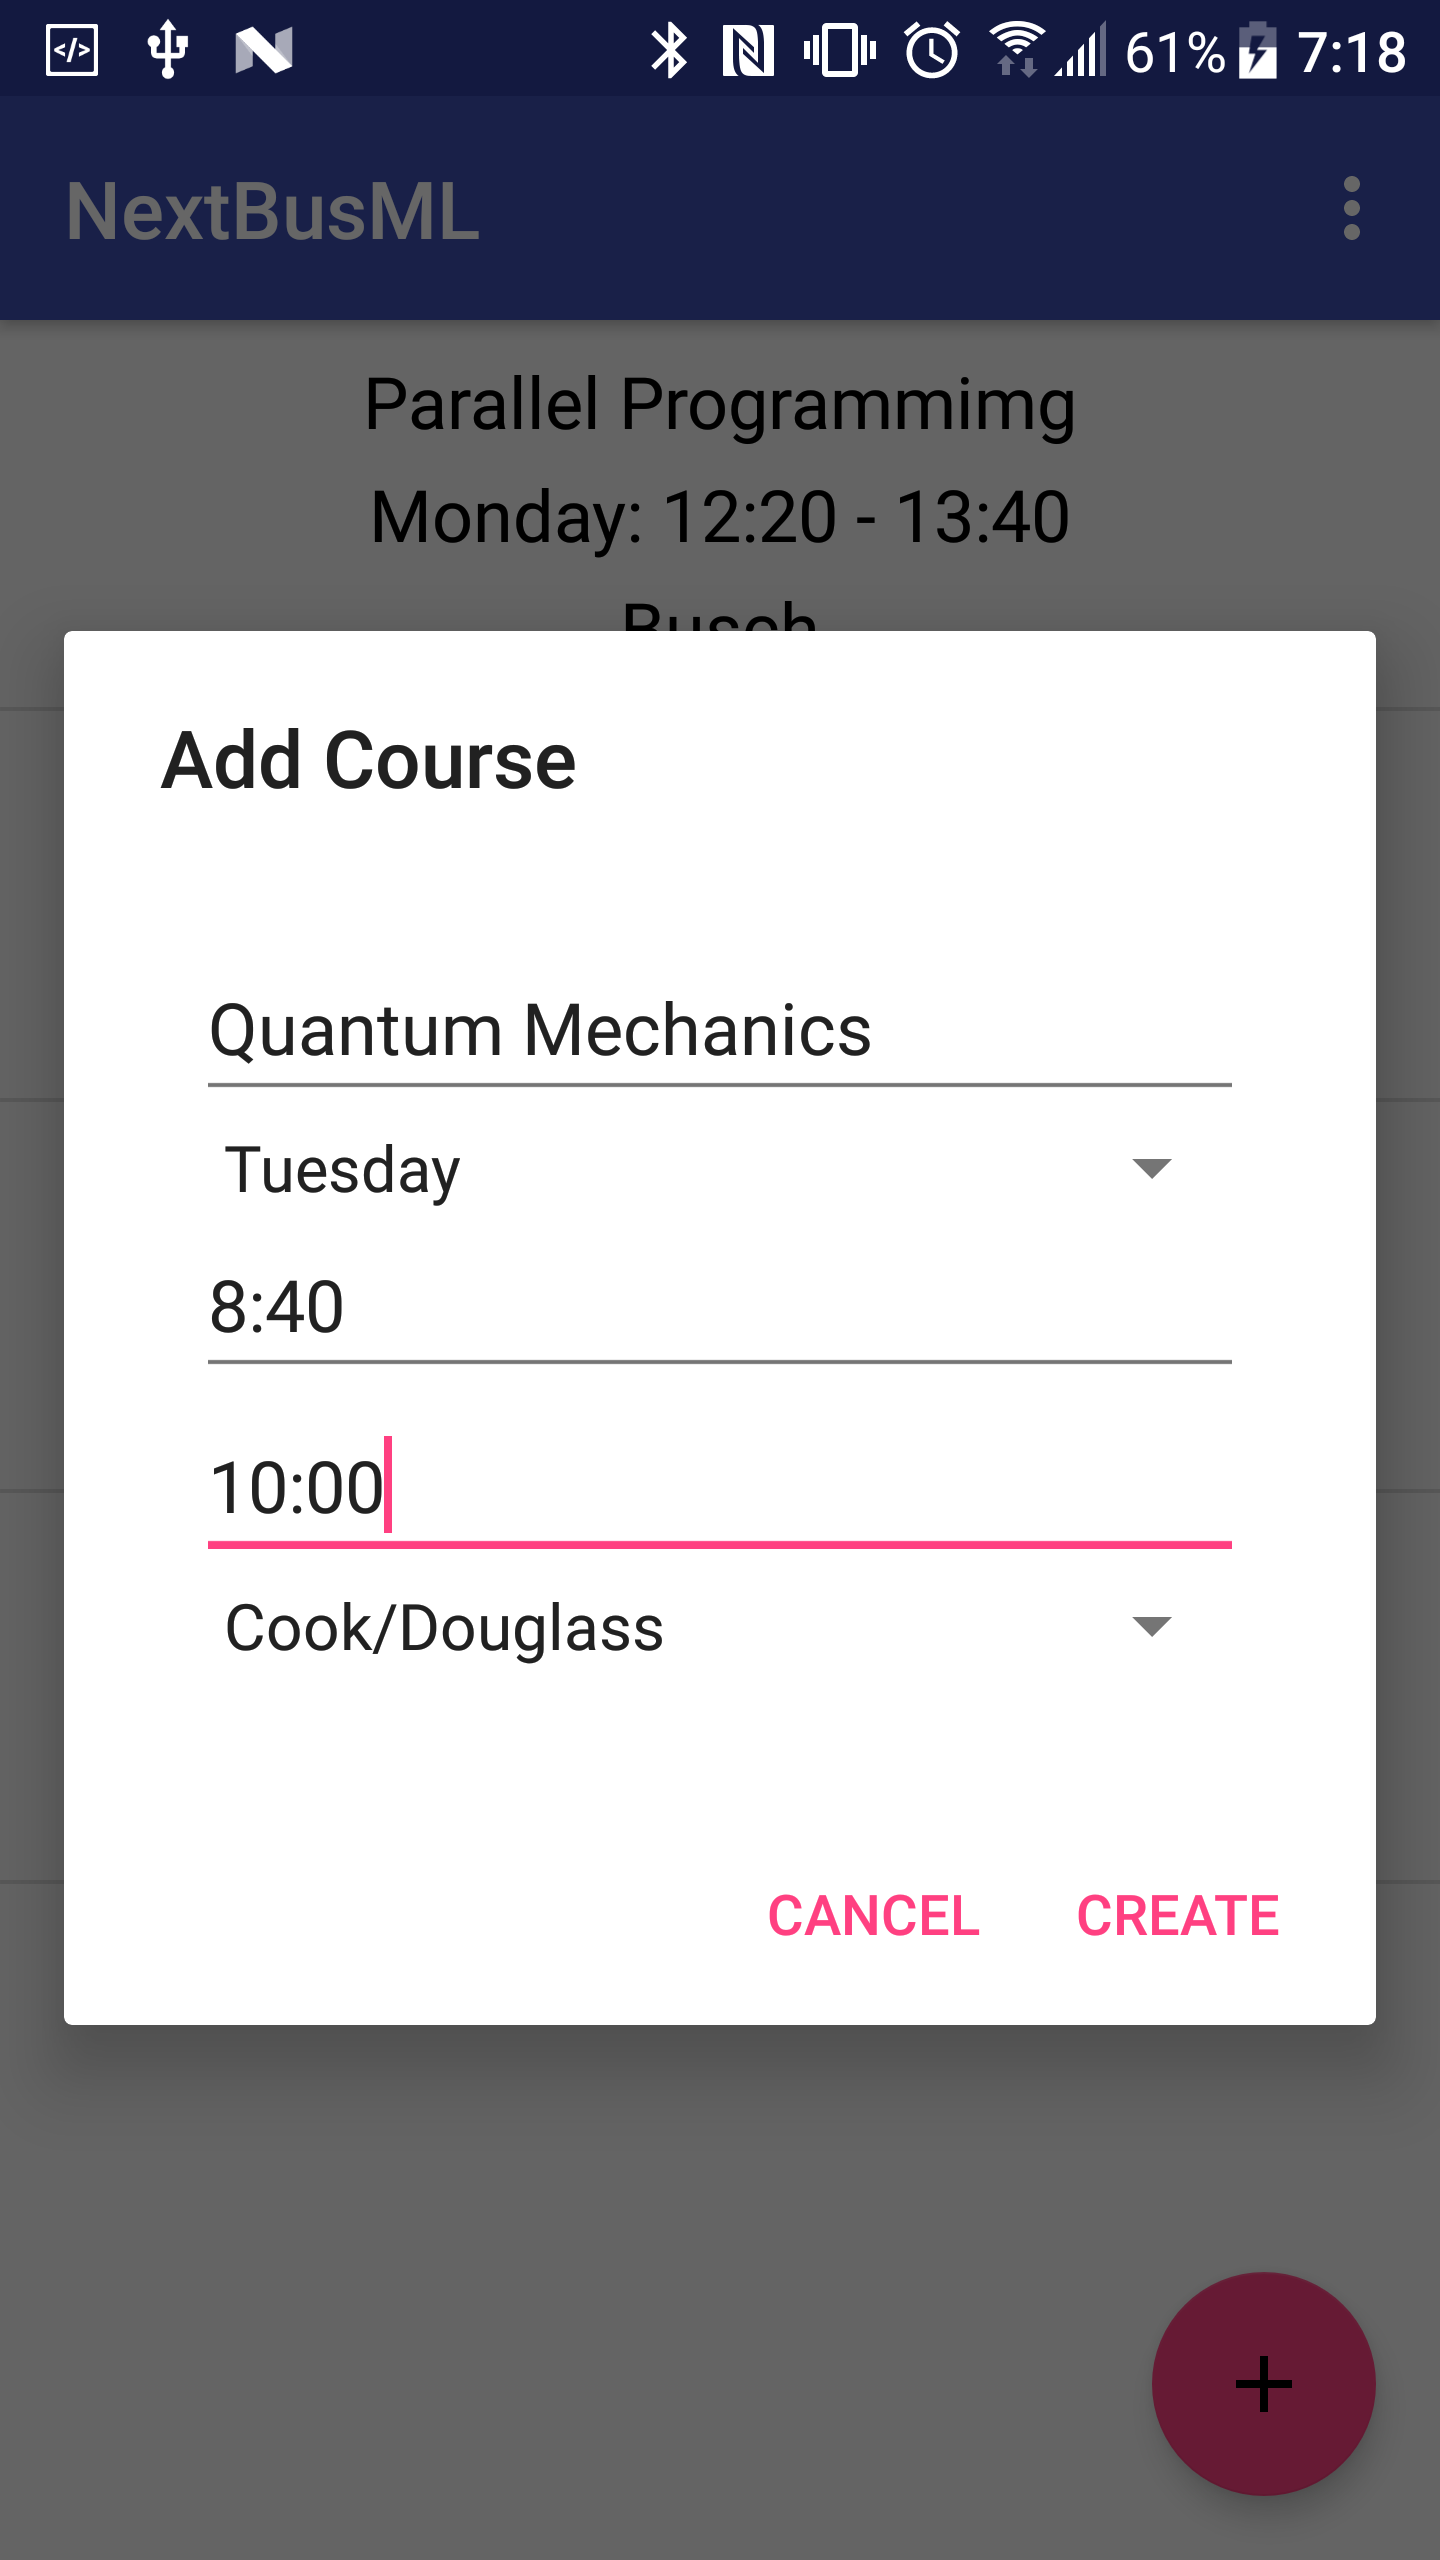 61% 7:18
NextBusML
Parallel Programmimg
Monday: 12:20 - 13:40
Busch
Add Course
Quantum Mechanics
Tuesday
8:40
10:00
Cook/Douglass
CANCEL CREATE